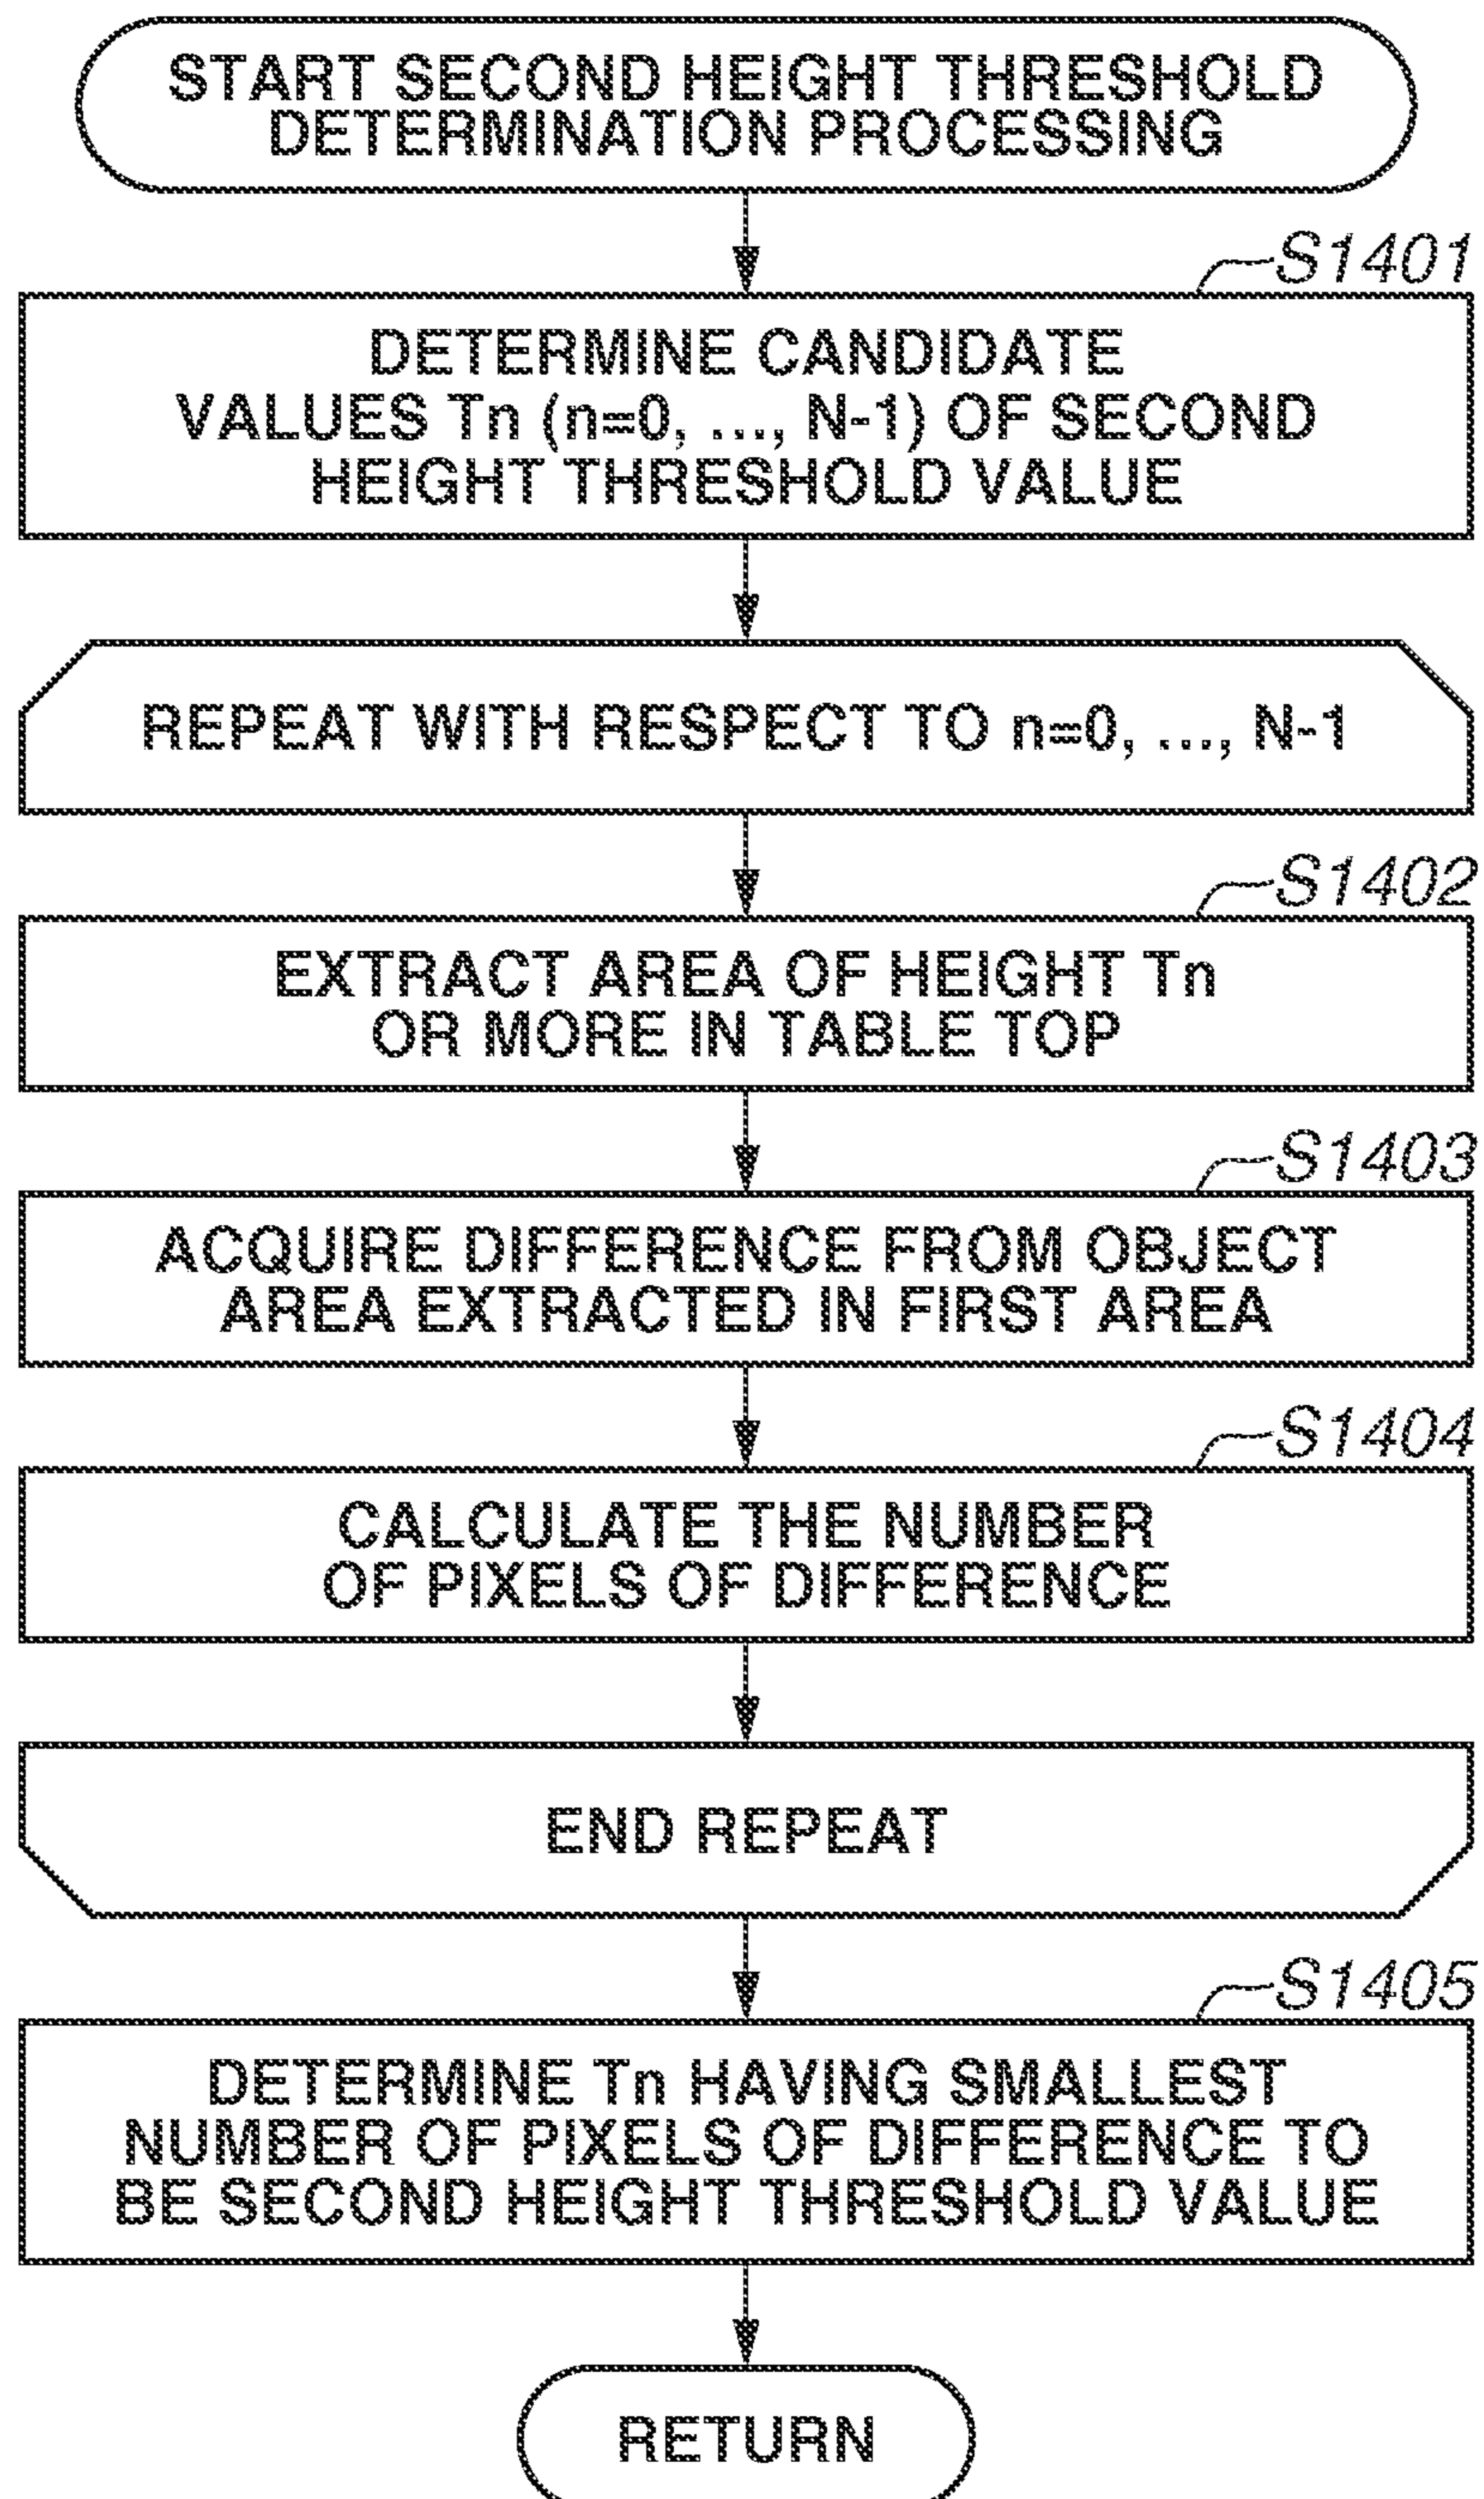 START SECOND HEIGHT THRESHOLD
DETERMINATION PROCESSING
S1401
DETERMINE CANDIDATE
VALUES Tn (n=0, ..., N-1) OF SECOND
HEIGHT THRESHOLD VALUE
REPEAT WITH RESPECT TO n=0, ..., N-1
S1402
EXTRACT AREA OF HEIGHT Tn
OR MORE IN TABLE TOP
S1403
ACQUIRE DIFFERENCE FROM OBJECT
AREA EXTRACTED IN FIRST AREA
S1404
CALCULATE THE NUMBER
OF PIXELS OF DIFFERENCE
END REPEAT
S1405
DETERMINE Tn HAVING SMALLEST
NUMBER OF PIXELS OF DIFFERENCE TO
BE SECOND HEIGHT THRESHOLD VALUE
RETURN